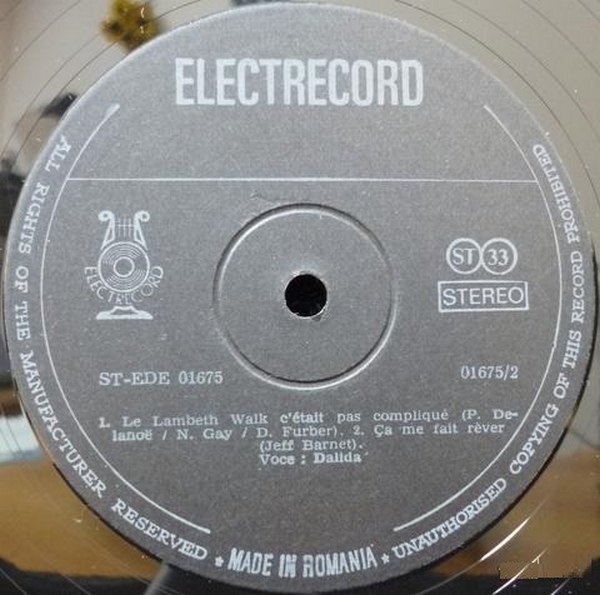 ELECTRECORD
ELECTRECORD
ST 33
STEREO
ST-EDE 01675
01675/2
1. Le Lambeth Walk c'était pas compliqué (P. De-
lanoë / N. Gay / D. Furber). 2. Ça me fait rêver
(Jeff Barnet).
Voce : Dalida
ALL RIGHTS OF THE MANUFACTURER RESERVED * MADE IN ROMANIA * UNAUTHORISED COPYING OF THIS RECORD PROHIBITED